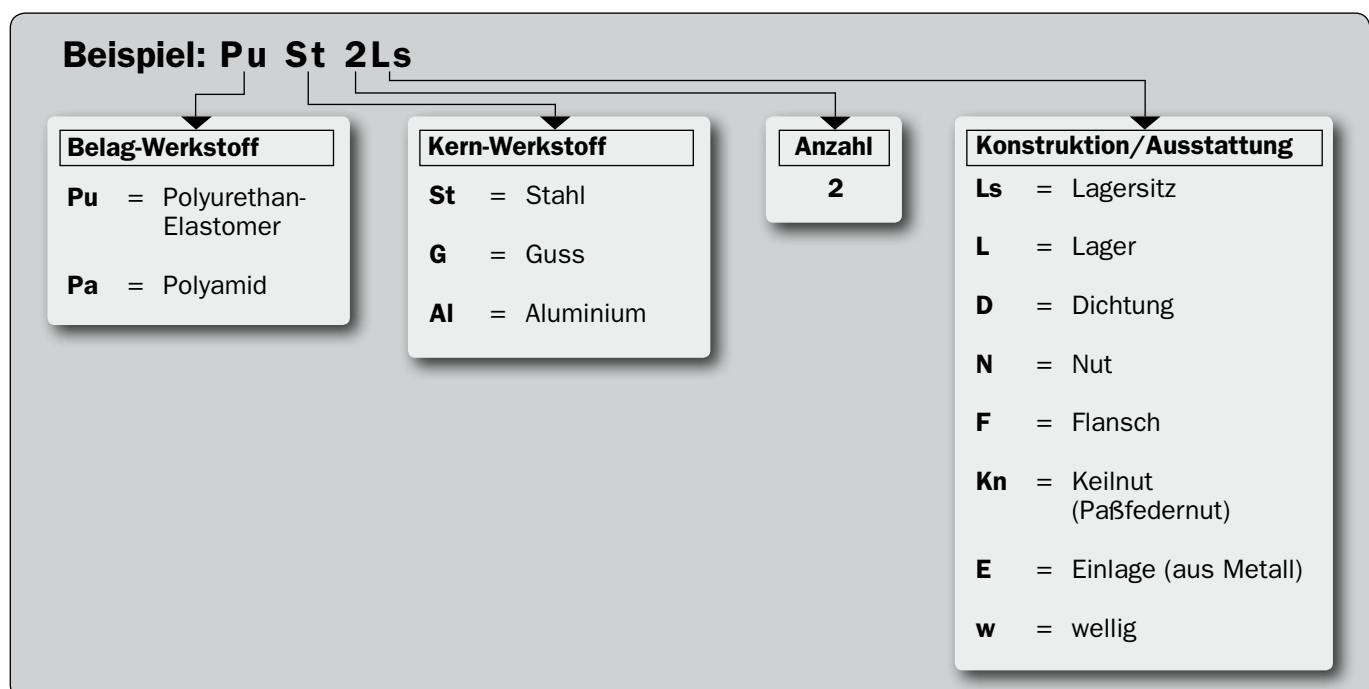 Beispiel: Pu St 2Ls
Belag-Werkstoff
Pu = Polyurethan-
Elastomer
Pa = Polyamid
Kern-Werkstoff
St = Stahl
G = Guss
Al = Aluminium
Anzahl
2
Konstruktion/Ausstattung
Ls = Lagersitz
L = Lager
D = Dichtung
N = Nut
F = Flansch
Kn = Keilnut
(Paßfedernut)
E = Einlage (aus Metall)
w = wellig